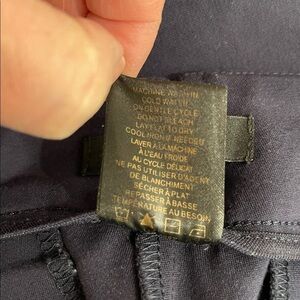 MACHINE WASH IN
COLD WATER
ON GENTLE CYCLE
DO NOT BLEACH
LAY FLAT TO DRY
COOL IRON IF NEEDED
LAVER À LA MACHINE
À L'EAU FROIDE
AU CYCLE DÉLICAT
NE PAS UTILISER D'AGENT
DE BLANCHIMENT
SÉCHER À PLAT
REPASSER À BASSE
TEMPÉRATURE AU BESOIN